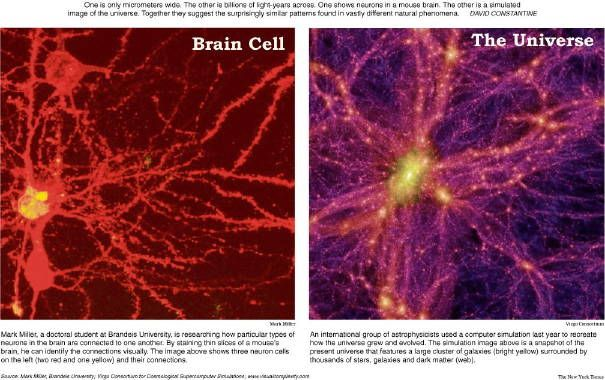 One is only micrometers wide. The other is billions of light-years across. One shows neurons in a mouse brain. The other is a simulated
image of the universe. Together they suggest the surprisingly similar patterns found in vastly different natural phenomena. DAVID CONSTANTINE
Brain Cell
The Universe
Mark Miller
Virgo Consortium
Mark Miller, a doctoral student at Brandeis University, is researching how particular types of
neurons in the brain are connected to one another. By staining thin slices of a mouse's
brain, he can identify the connections visually. The image above shows three neuron cells
on the left (two red and one yellow) and their connections.
An international group of astrophysicists used a computer simulation last year to recreate
how the universe grew and evolved. The simulation image above is a snapshot of the
present universe that features a large cluster of galaxies (bright yellow) surrounded by
thousands of stars, galaxies and dark matter (web).
Source: Mark Miller, Brandeis University; Virgo Consortium for Cosmological Supercomputer Simulations; www.visualcomplexity.com
The New York Times